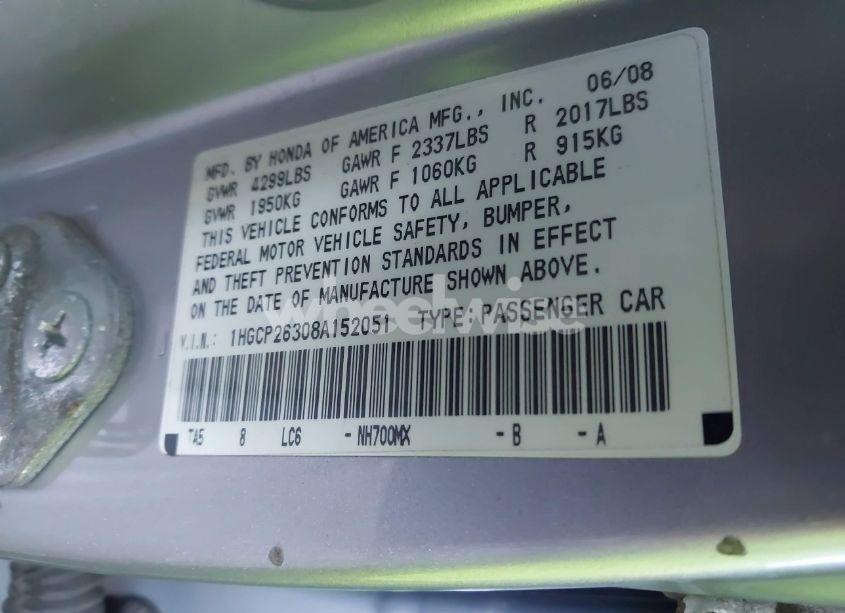 MFD. BY HONDA OF AMERICA MFG., INC. 06/08
GVWR 4299LBS GAWR F 2337LBS R 2017LBS
GVWR 1950KG GAWR F 1060KG R 915KG
THIS VEHICLE CONFORMS TO ALL APPLICABLE
FEDERAL MOTOR VEHICLE SAFETY, BUMPER,
AND THEFT PREVENTION STANDARDS IN EFFECT
ON THE DATE OF MANUFACTURE SHOWN ABOVE.
wheelwise
V.I.N.: 1HGCP26308A152051 TYPE:PASSENGER CAR
TA5 8 LC6 -NH700MX -B -A